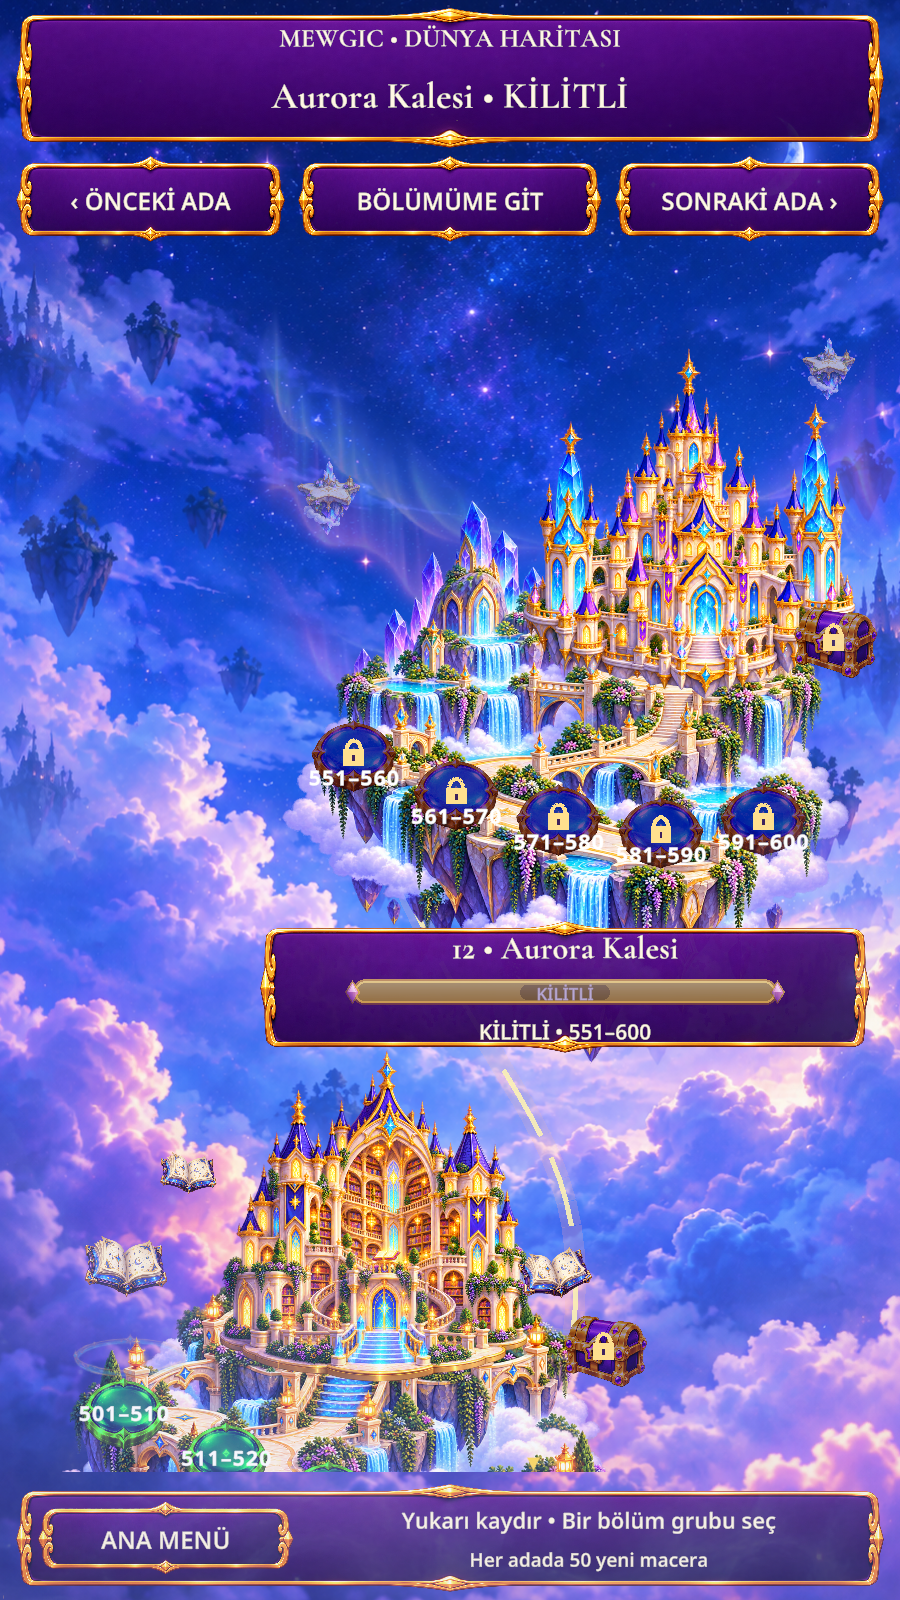 MEWGIC • DÜNYA HARİTASI
Aurora Kalesi • KİLİTLİ
‹ ÖNCEKİ ADA
BÖLÜMÜME GİT
SONRAKİ ADA ›
551–560
561–570
571–580
581–590
591–600
12 • Aurora Kalesi
KİLİTLİ
KİLİTLİ • 551–600
501–510
511–520
ANA MENÜ
Yukarı kaydır • Bir bölüm grubu seç
Her adada 50 yeni macera